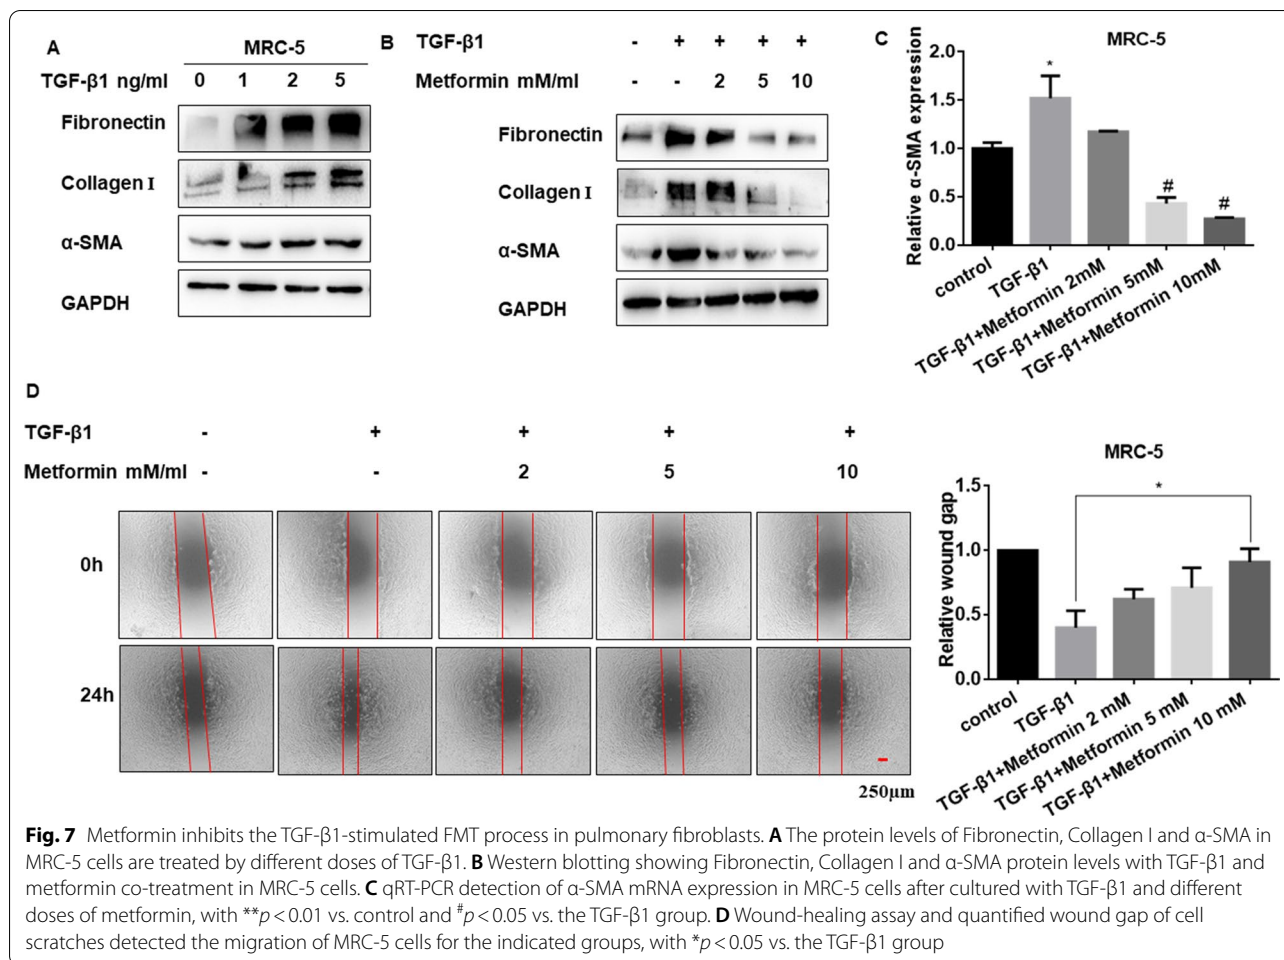 A
MRC-5
TGF-β1 ng/ml 0 1 2 5
Fibronectin
Collagen I
α-SMA
GAPDH
B
TGF-β1 - + + + +
Metformin mM/ml - - 2 5 10
Fibronectin
Collagen I
α-SMA
GAPDH
C
MRC-5
Relative α-SMA expression
2.0
1.5
1.0
0.5
0.0
*
#
#
control
TGF-β1
TGF-β1+Metformin 2mM
TGF-β1+Metformin 5mM
TGF-β1+Metformin 10mM
D
TGF-β1 - + + + +
Metformin mM/ml - - 2 5 10
0h
24h
250μm
MRC-5
Relative wound gap
1.5
1.0
0.5
0.0
*
control
TGF-β1
TGF-β1+Metformin 2 mM
TGF-β1+Metformin 5 mM
TGF-β1+Metformin 10 mM
Fig. 7 Metformin inhibits the TGF-β1-stimulated FMT process in pulmonary fibroblasts. A The protein levels of Fibronectin, Collagen I and α-SMA in
MRC-5 cells are treated by different doses of TGF-β1. B Western blotting showing Fibronectin, Collagen I and α-SMA protein levels with TGF-β1 and
metformin co-treatment in MRC-5 cells. C qRT-PCR detection of α-SMA mRNA expression in MRC-5 cells after cultured with TGF-β1 and different
doses of metformin, with **p < 0.01 vs. control and #p < 0.05 vs. the TGF-β1 group. D Wound-healing assay and quantified wound gap of cell
scratches detected the migration of MRC-5 cells for the indicated groups, with *p < 0.05 vs. the TGF-β1 group